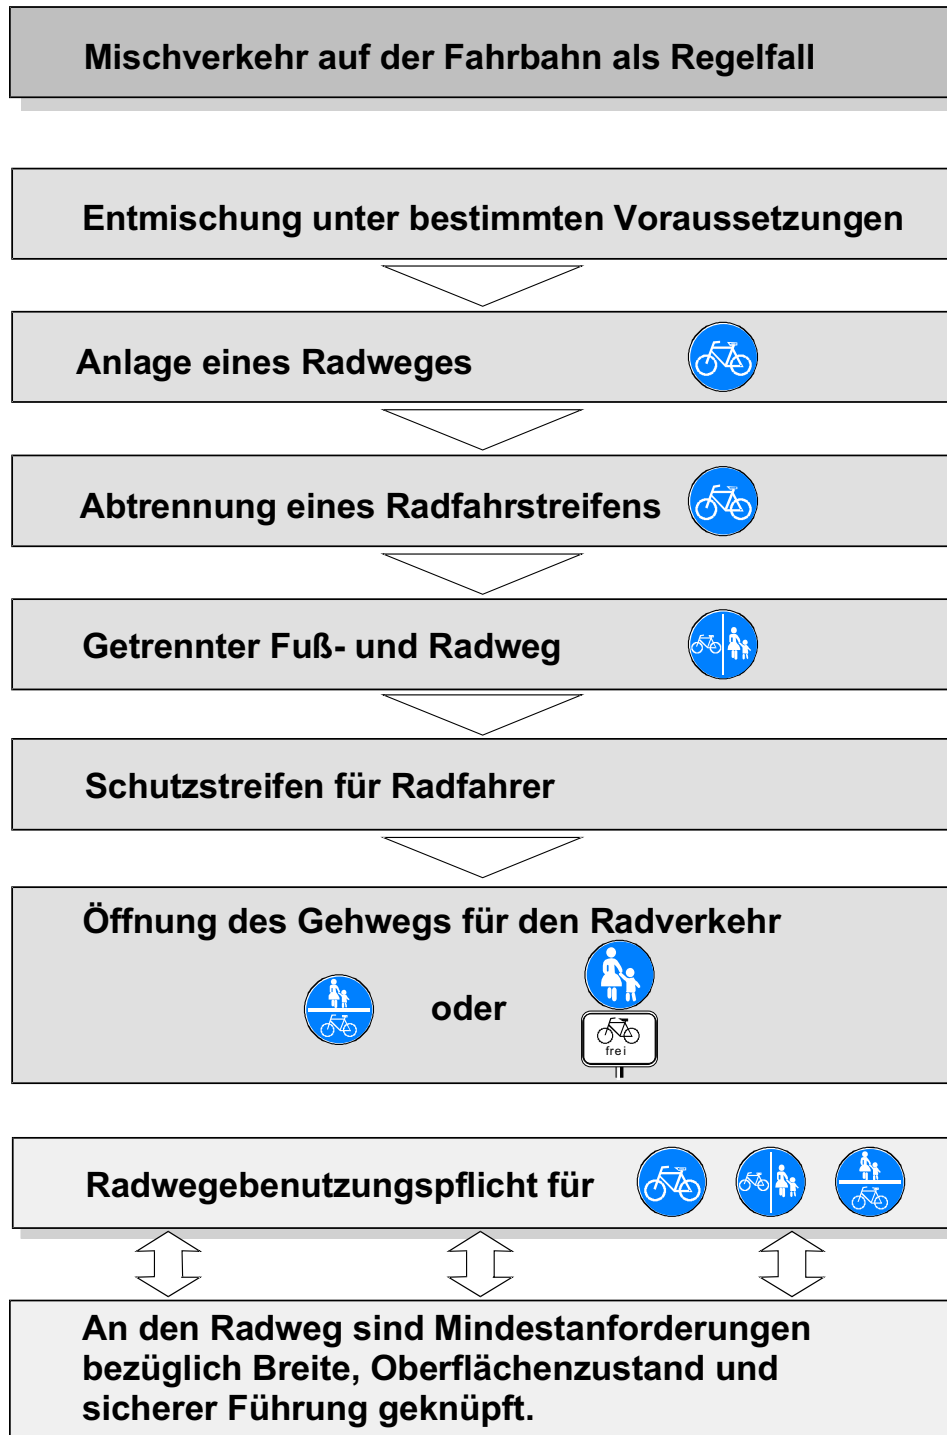 Mischverkehr auf der Fahrbahn als Regelfall
Entmischung unter bestimmten Voraussetzungen
Anlage eines Radweges
Abtrennung eines Radfahrstreifens
Getrennter Fuß- und Radweg
Schutzstreifen für Radfahrer
Öffnung des Gehwegs für den Radverkehr
oder
frei
Radwegebenutzungspflicht für
An den Radweg sind Mindestanforderungen
bezüglich Breite, Oberflächenzustand und
sicherer Führung geknüpft.